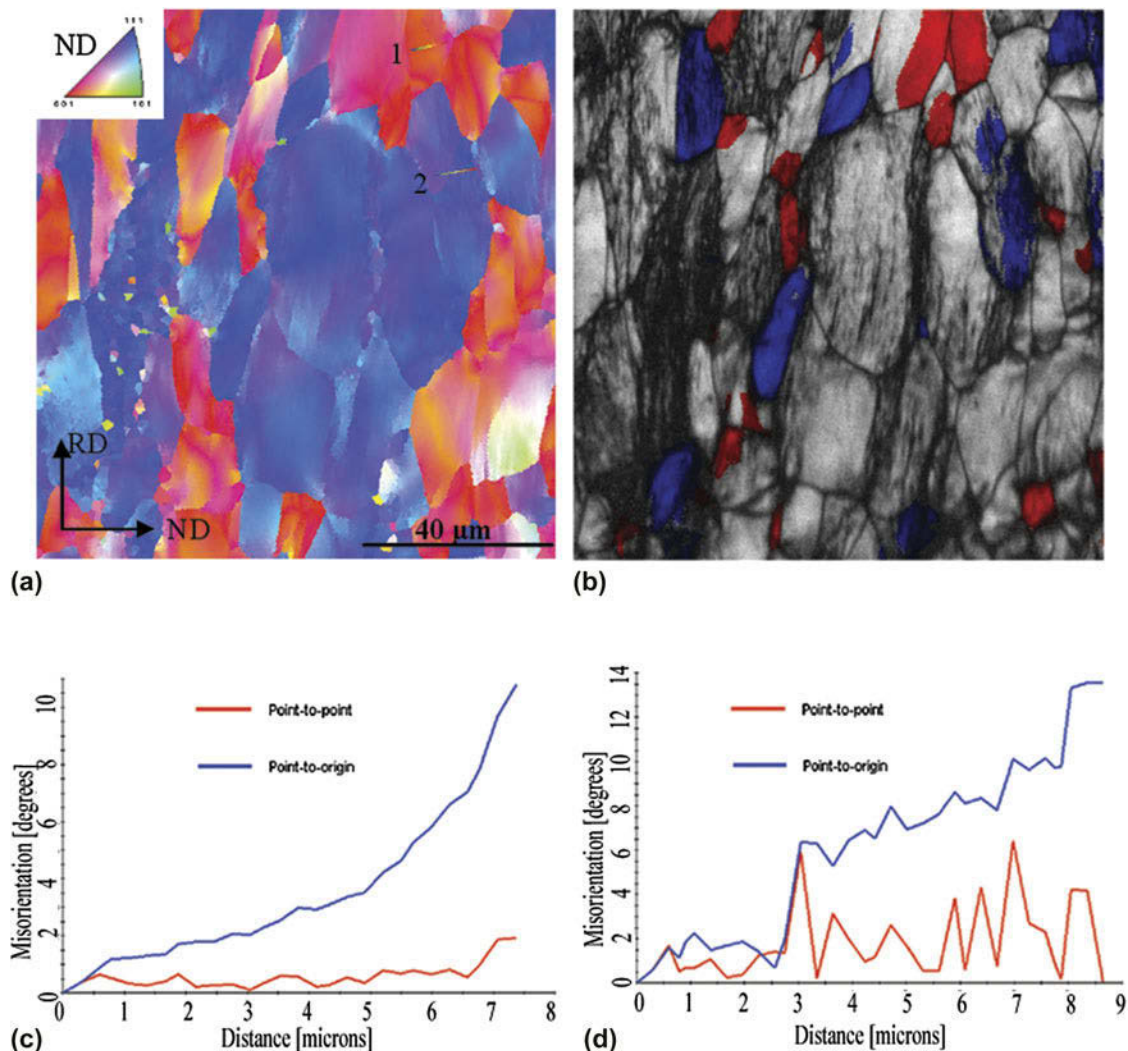 ND
111
001
101
1
2
RD
ND
40 µm
(a)
(b)
Misorientation [degrees]
0 2 4 6 8 10
Point-to-point
Point-to-origin
0 1 2 3 4 5 6 7 8
Distance [microns]
(c)
Misorientation [degrees]
0 2 4 6 8 10 12 14
Point-to-point
Point-to-origin
0 1 2 3 4 5 6 7 8 9
Distance [microns]
(d)